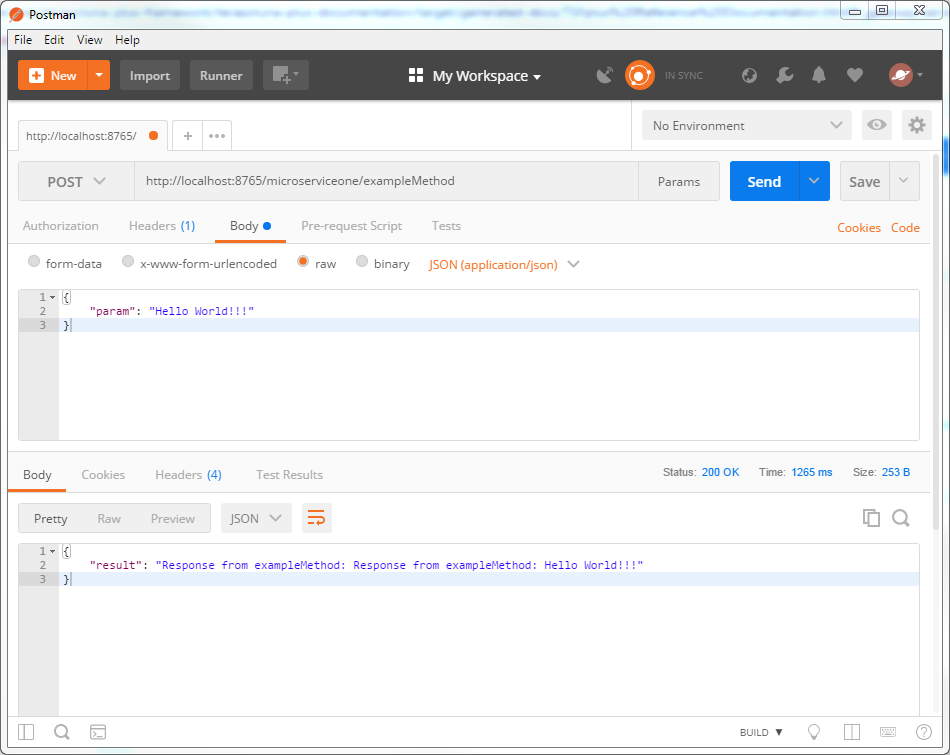 Postman
File Edit View Help
New Import Runner My Workspace IN SYNC
http://localhost:8765/ No Environment
POST http://localhost:8765/microserviceone/exampleMethod Params Send Save
Authorization Headers (1) Body Pre-request Script Tests Cookies Code
form-data x-www-form-urlencoded raw binary JSON (application/json)
1 {
2 "param": "Hello World!!!"
3 }
Body Cookies Headers (4) Test Results Status: 200 OK Time: 1265 ms Size: 253 B
Pretty Raw Preview JSON
1 {
2 "result": "Response from exampleMethod: Response from exampleMethod: Hello World!!!"
3 }
BUILD